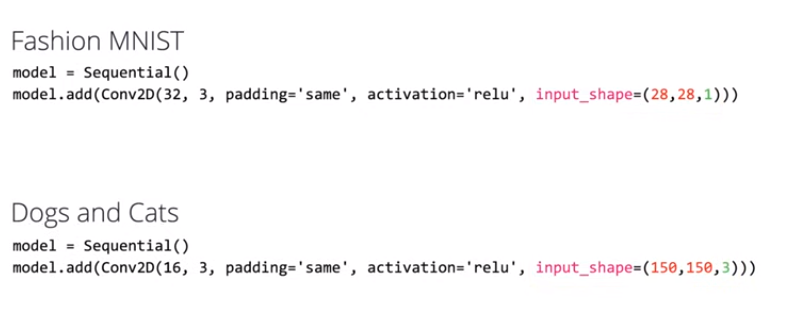 Fashion MNIST
model = Sequential()
model.add(Conv2D(32, 3, padding='same', activation='relu', input_shape=(28,28,1)))
Dogs and Cats
model = Sequential()
model.add(Conv2D(16, 3, padding='same', activation='relu', input_shape=(150,150,3)))